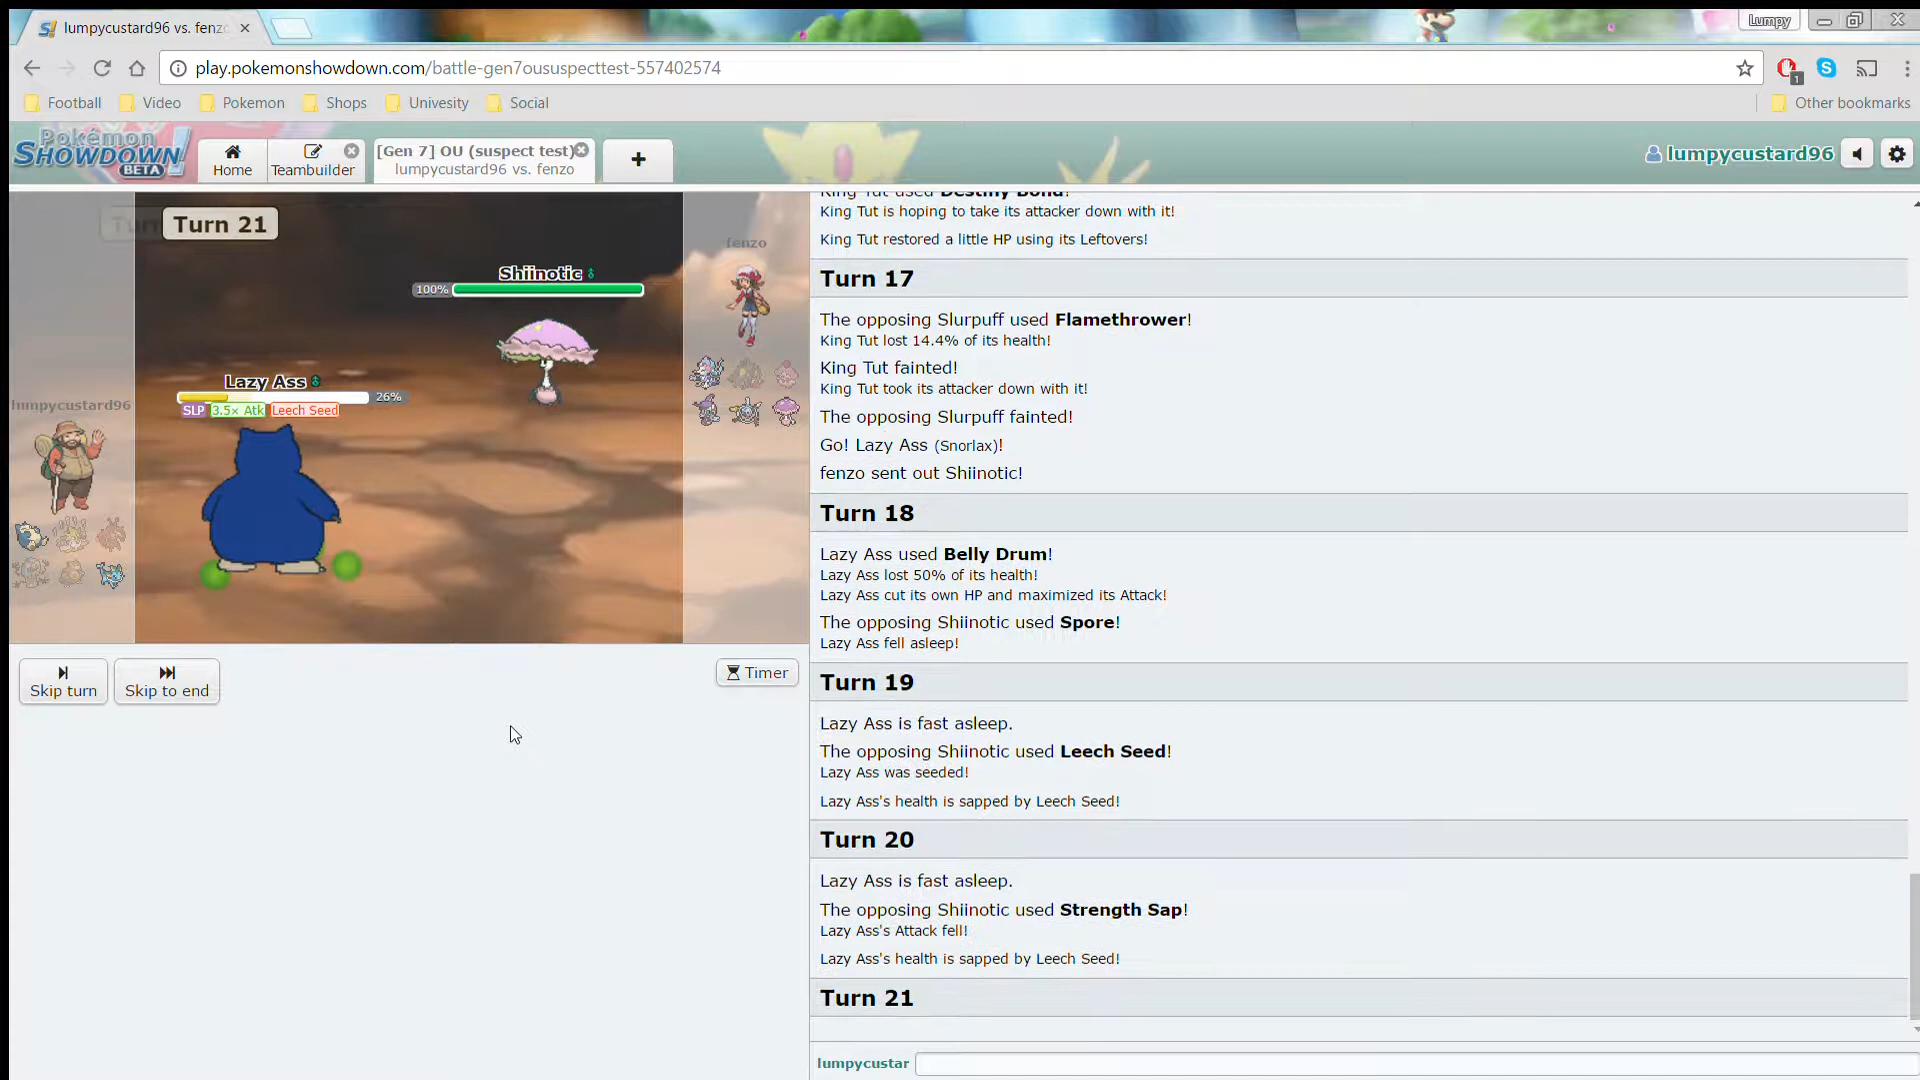 lumpycustard96 vs. fenzo
Lumpy
play.pokemonshowdown.com/battle-gen7oususpecttest-557402574
1
Football
Video
Pokemon
Shops
Univesity
Social
Other bookmarks
Pokémon
SHOWDOWN!
BETA
Home
Teambuilder
[Gen 7] OU (suspect test)
lumpycustard96 vs. fenzo
+
lumpycustard96
Turn 21
fenzo
Shiinotic
100%
Lazy Ass
26%
SLP 3.5× Atk Leech Seed
lumpycustard96
Skip turn
Skip to end
Timer
King Tut used Destiny Bond!
King Tut is hoping to take its attacker down with it!
King Tut restored a little HP using its Leftovers!
Turn 17
The opposing Slurpuff used Flamethrower!
King Tut lost 14.4% of its health!
King Tut fainted!
King Tut took its attacker down with it!
The opposing Slurpuff fainted!
Go! Lazy Ass (Snorlax)!
fenzo sent out Shiinotic!
Turn 18
Lazy Ass used Belly Drum!
Lazy Ass lost 50% of its health!
Lazy Ass cut its own HP and maximized its Attack!
The opposing Shiinotic used Spore!
Lazy Ass fell asleep!
Turn 19
Lazy Ass is fast asleep.
The opposing Shiinotic used Leech Seed!
Lazy Ass was seeded!
Lazy Ass's health is sapped by Leech Seed!
Turn 20
Lazy Ass is fast asleep.
The opposing Shiinotic used Strength Sap!
Lazy Ass's Attack fell!
Lazy Ass's health is sapped by Leech Seed!
Turn 21
lumpycustar